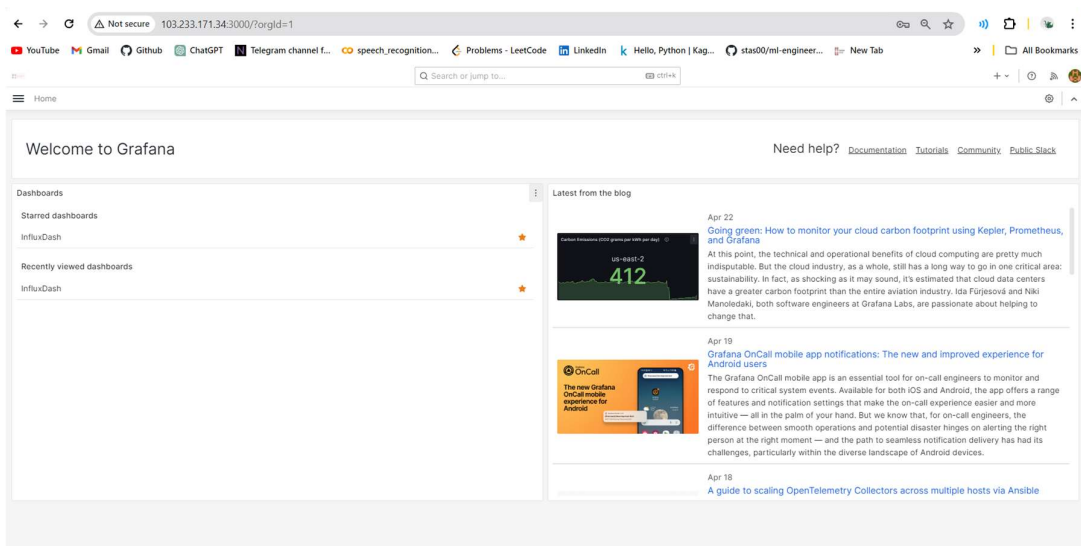 Not secure 103.233.171.34:3000/?orgId=1
YouTube Gmail Github ChatGPT Telegram channel f... speech_recognition... Problems - LeetCode LinkedIn Hello, Python | Kag... stas00/ml-engineer... New Tab » All Bookmarks
Search or jump to... ctrl+k
Home
Welcome to Grafana
Need help? Documentation Tutorials Community Public Slack
Dashboards
Starred dashboards
InfluxDash
Recently viewed dashboards
InfluxDash
Latest from the blog
Carbon Emissions (CO2 grams per kWh per day)
us-east-2
412
Apr 22
Going green: How to monitor your cloud carbon footprint using Kepler, Prometheus,
and Grafana
At this point, the technical and operational benefits of cloud computing are pretty much
indisputable. But the cloud industry, as a whole, still has a long way to go in one critical area:
sustainability. In fact, as shocking as it may sound, it's estimated that cloud data centers
have a greater carbon footprint than the entire aviation industry. Ida Fürjesová and Niki
Manoledaki, both software engineers at Grafana Labs, are passionate about helping to
change that.
OnCall
The new Grafana
OnCall mobile
experience for
Android
Apr 19
Grafana OnCall mobile app notifications: The new and improved experience for
Android users
The Grafana OnCall mobile app is an essential tool for on-call engineers to monitor and
respond to critical system events. Available for both iOS and Android, the app offers a range
of features and notification settings that make the on-call experience easier and more
intuitive — all in the palm of your hand. But we know that, for on-call engineers, the
difference between smooth operations and potential disaster hinges on alerting the right
person at the right moment — and the path to seamless notification delivery has had its
challenges, particularly within the diverse landscape of Android devices.
Apr 18
A guide to scaling OpenTelemetry Collectors across multiple hosts via Ansible